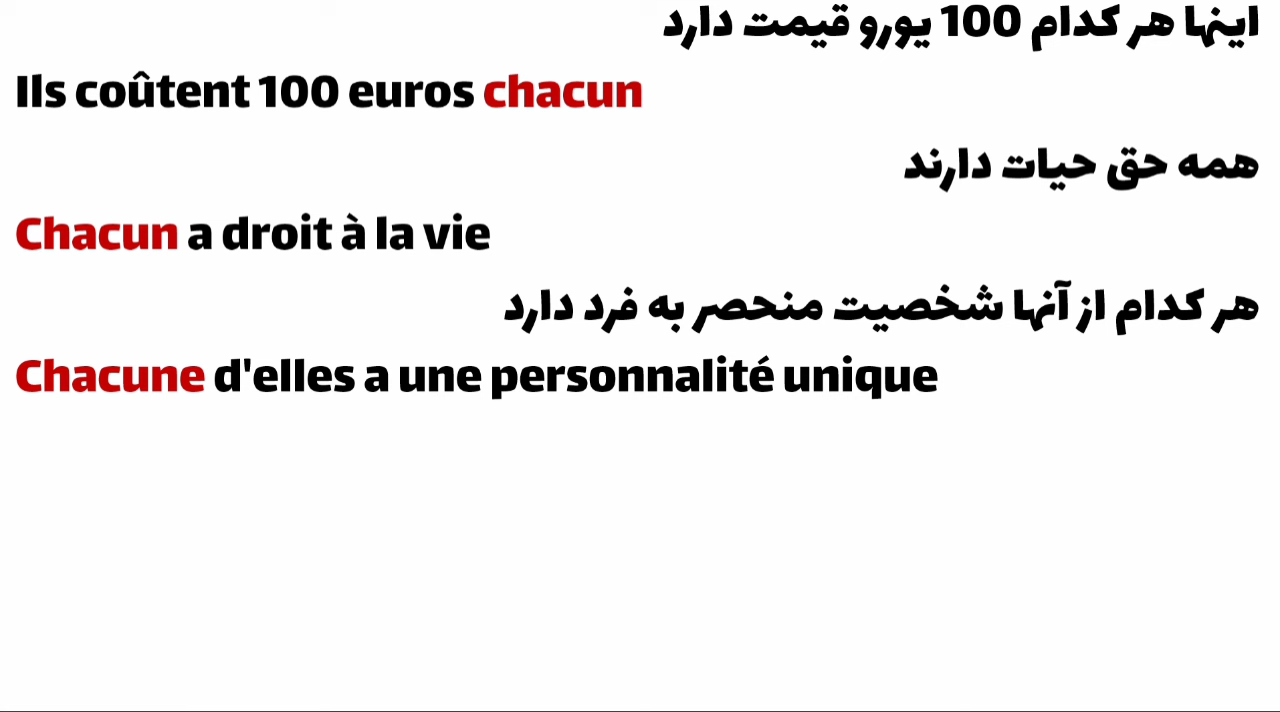 اینها هر کدام 100 یورو قیمت دارد
Ils coûtent 100 euros chacun
همه حق حیات دارند
Chacun a droit à la vie
هر کدام از آنها شخصیت منحصر به فرد دارد
Chacune d'elles a une personnalité unique